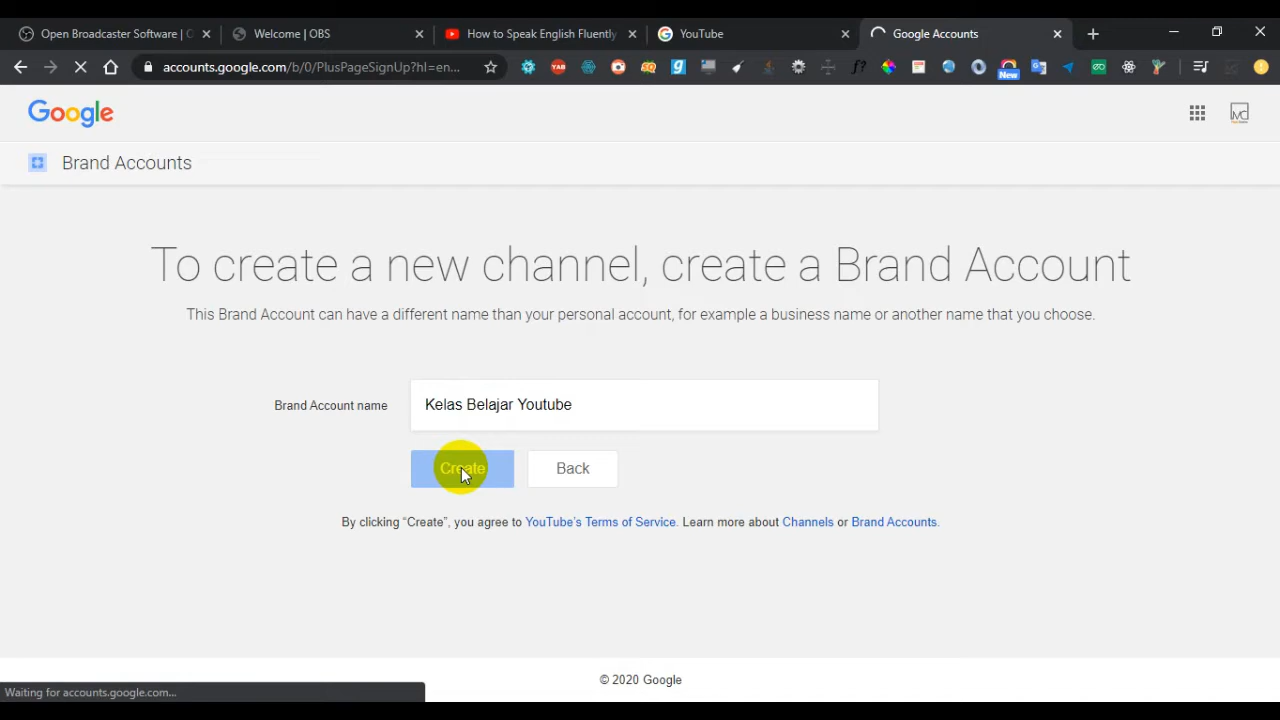 Open Broadcaster Software | O
Welcome | OBS
How to Speak English Fluently
YouTube
Google Accounts
accounts.google.com/b/0/PlusPageSignUp?hl=en...
New
Google
Brand Accounts
To create a new channel, create a Brand Account
This Brand Account can have a different name than your personal account, for example a business name or another name that you choose.
Brand Account name
Kelas Belajar Youtube
Create
Back
By clicking “Create”, you agree to YouTube's Terms of Service. Learn more about Channels or Brand Accounts.
© 2020 Google
Waiting for accounts.google.com...